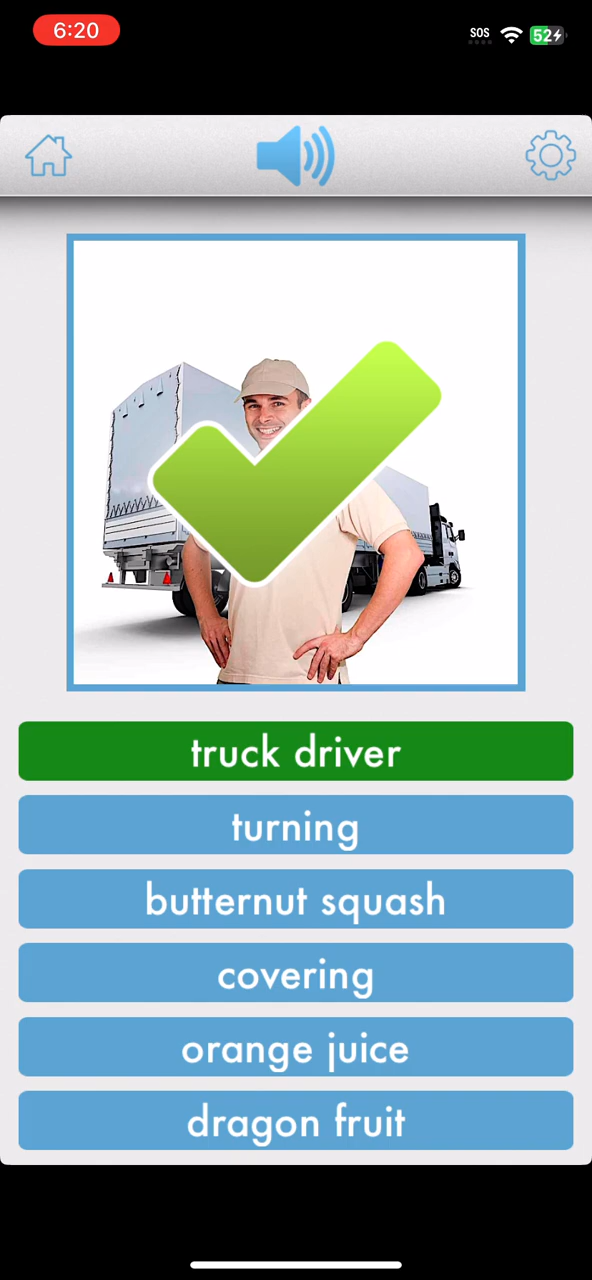 6:20
SOS
52
truck driver
turning
butternut squash
covering
orange juice
dragon fruit